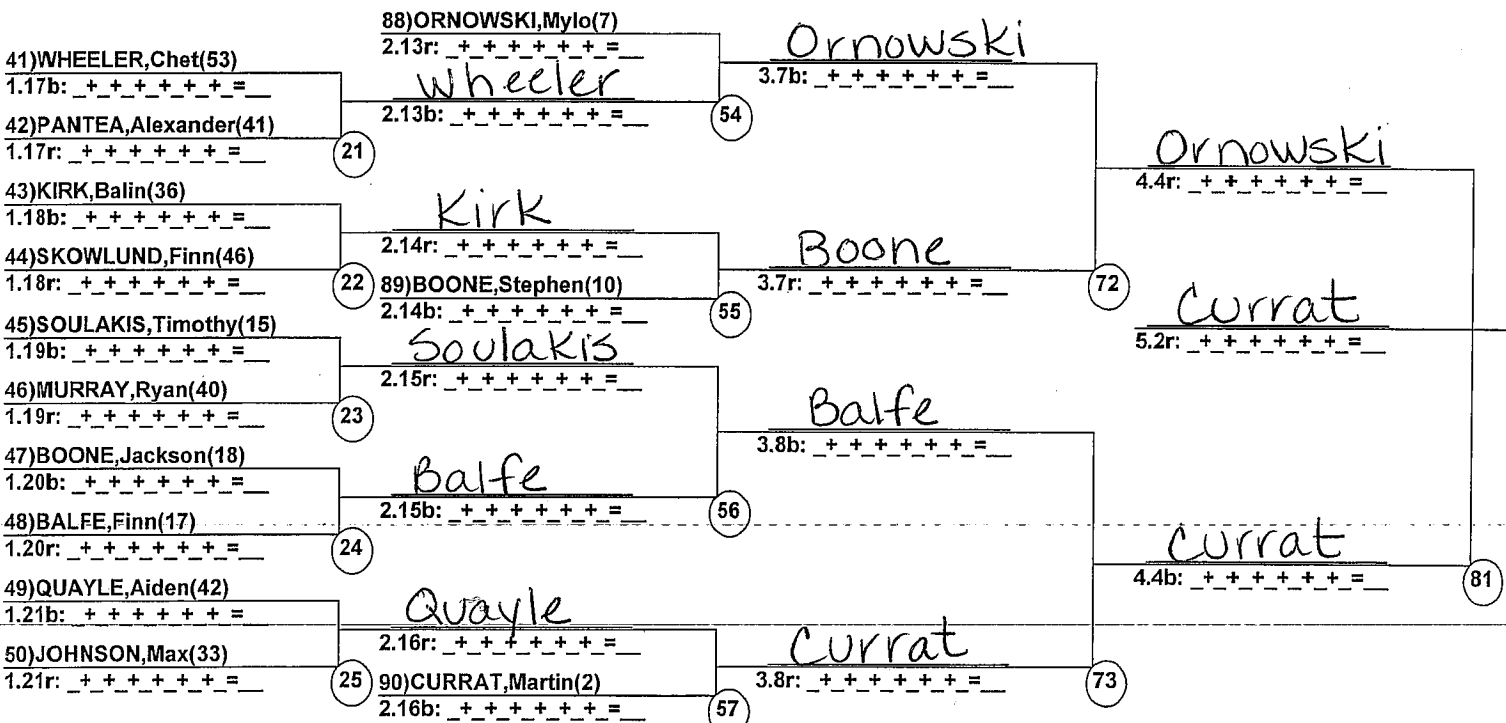 41)WHEELER,Chet(53)
1.17b: _+_+_+_+_+_=__
42)PANTEA,Alexander(41)
1.17r: _+_+_+_+_+_=__
21
43)KIRK,Balin(36)
1.18b: _+_+_+_+_+_=__
44)SKOWLUND,Finn(46)
1.18r: _+_+_+_+_+_=__
22
45)SOULAKIS,Timothy(15)
1.19b: _+_+_+_+_+_=__
46)MURRAY,Ryan(40)
1.19r: _+_+_+_+_+_=__
23
47)BOONE,Jackson(18)
1.20b: _+_+_+_+_+_=__
48)BALFE,Finn(17)
1.20r: _+_+_+_+_+_=__
24
49)QUAYLE,Aiden(42)
1.21b: _+_+_+_+_+_=__
50)JOHNSON,Max(33)
1.21r: _+_+_+_+_+_=__
25
88)ORNOWSKI,Mylo(7)
2.13r: _+_+_+_+_+_=__
Wheeler
2.13b: _+_+_+_+_+_=__
54
Kirk
2.14r: _+_+_+_+_+_=__
89)BOONE,Stephen(10)
2.14b: _+_+_+_+_+_=__
55
Soulakis
2.15r: _+_+_+_+_+_=__
Balfe
2.15b: _+_+_+_+_+_=__
56
Quayle
2.16r: _+_+_+_+_+_=__
90)CURRAT,Martin(2)
2.16b: _+_+_+_+_+_=__
57
Ornowski
3.7b: _+_+_+_+_+_=__
Boone
3.7r: _+_+_+_+_+_=__
72
Balfe
3.8b: _+_+_+_+_+_=__
Currat
3.8r: _+_+_+_+_+_=__
73
Ornowski
4.4r: _+_+_+_+_+_=__
Currat
4.4b: _+_+_+_+_+_=__
81
Currat
5.2r: _+_+_+_+_+_=__